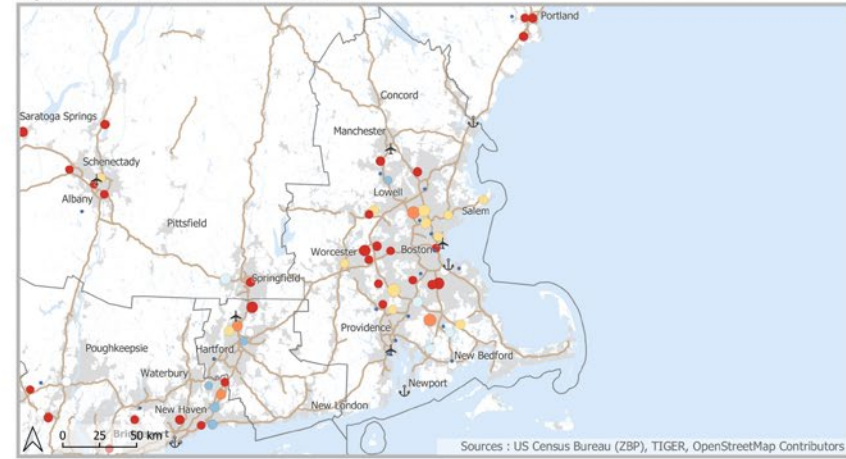 Portland
Concord
Saratoga Springs
Manchester
Schenectady
Lowell
Albany
Salem
Pittsfield
Worcester
Boston
Springfield
Providence
Poughkeepsie
Hartford
New Bedford
Waterbury
Newport
New Haven
New London
Bridgeport
0 25 50 km
Sources : US Census Bureau (ZBP), TIGER, OpenStreetMap Contributors